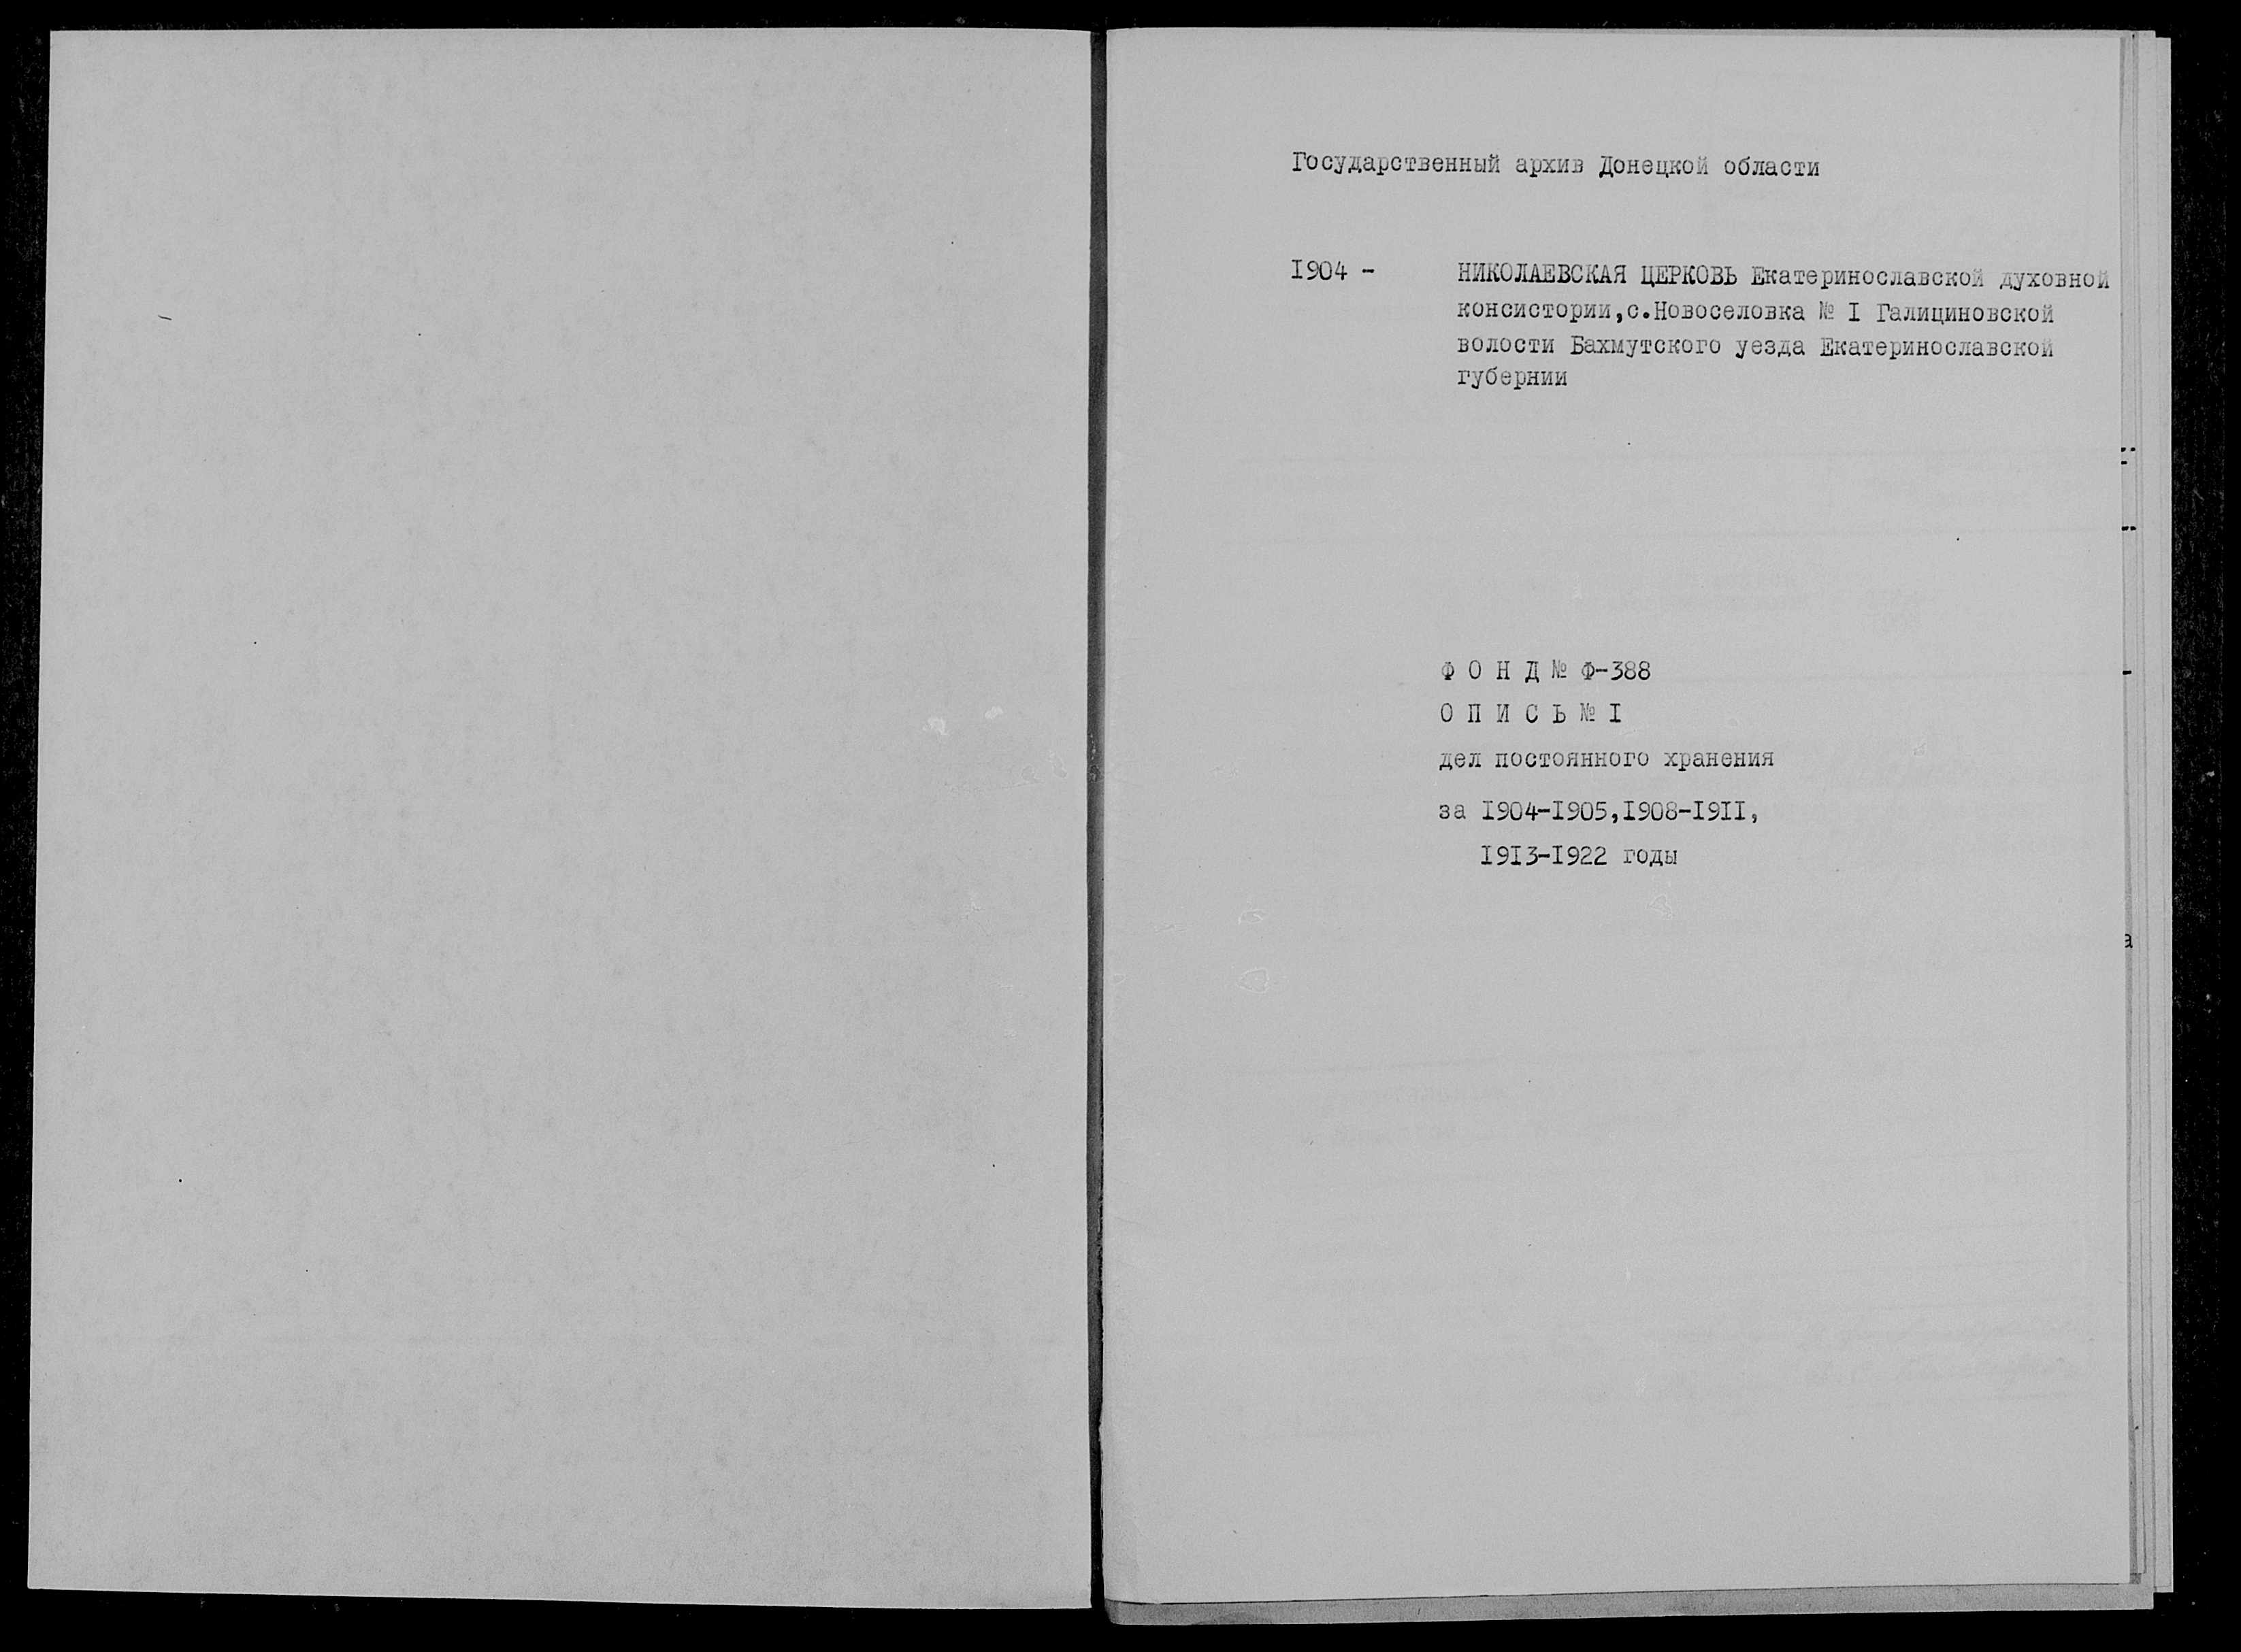 Государственный архив Донецкой области
I904 - НИКОЛАЕВСКАЯ ЦЕРКОВЬ Екатеринославской духовной
консистории,с.Новоселовка № I Галициновской
волости Бахмутского уезда Екатеринославской
губернии
Ф О Н Д № Ф-388
О П И С Ь № I
дел постоянного хранения
за I904-I905,I908-I9II,
I9I3-I922 годы